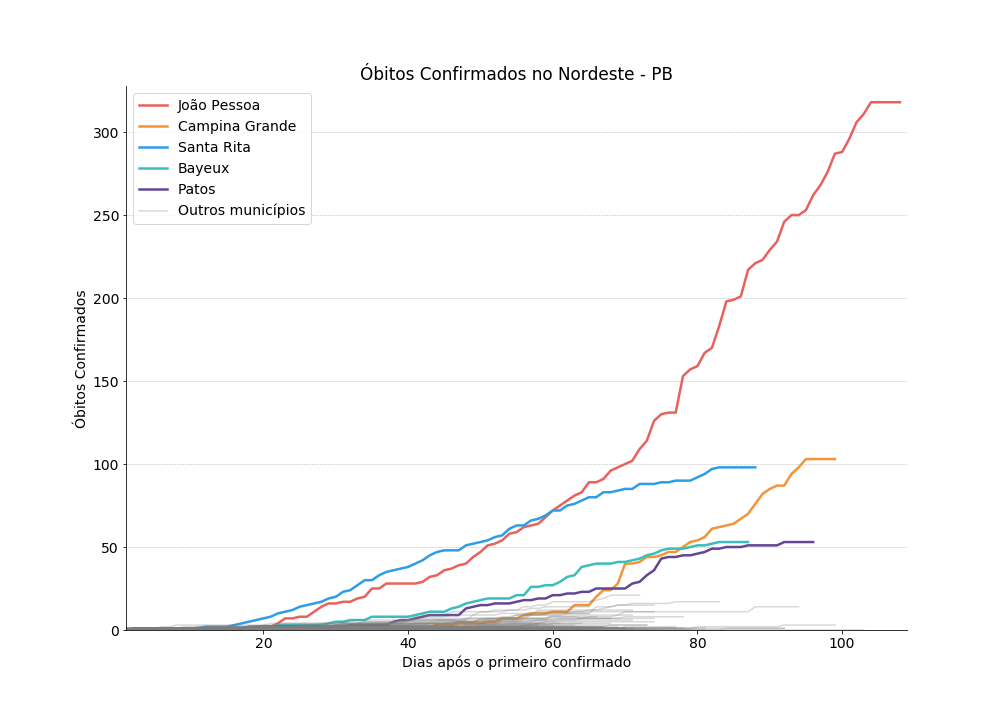 Óbitos Confirmados no Nordeste - PB
João Pessoa
Campina Grande
Santa Rita
Bayeux
Patos
Outros municípios
Óbitos Confirmados
300
250
200
150
100
50
0
20
40
60
80
100
Dias após o primeiro confirmado